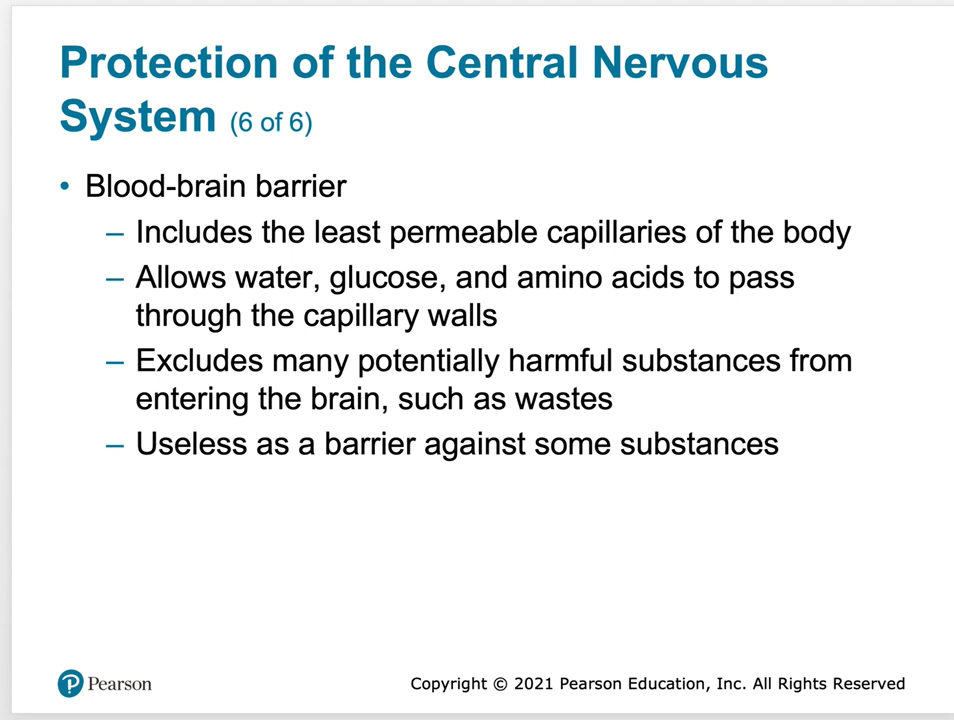 Protection of the Central Nervous
System (6 of 6)
• Blood-brain barrier
– Includes the least permeable capillaries of the body
– Allows water, glucose, and amino acids to pass
through the capillary walls
– Excludes many potentially harmful substances from
entering the brain, such as wastes
– Useless as a barrier against some substances
P Pearson
Copyright © 2021 Pearson Education, Inc. All Rights Reserved